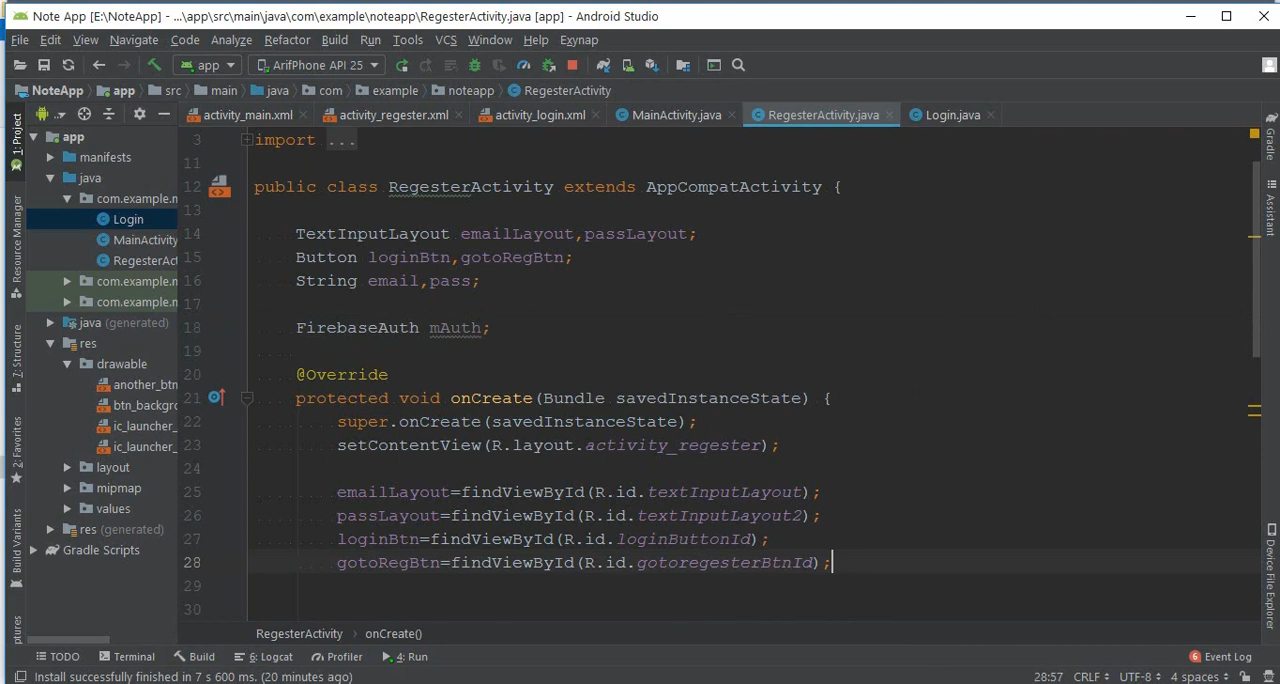 Note App [E:\NoteApp] - ...\app\src\main\java\com\example\noteapp\RegesterActivity.java [app] - Android Studio
File Edit View Navigate Code Analyze Refactor Build Run Tools VCS Window Help Exynap
app ArifPhone API 25
NoteApp app src main java com example noteapp RegesterActivity
1: Project
Resource Manager
7: Structure
2: Favorites
Build Variants
ptures
app
manifests
java
com.example.n
Login
MainActivity
RegesterAct
com.example.n
com.example.n
java (generated)
res
drawable
another_btn
btn_backgro
ic_launcher_
ic_launcher_
layout
mipmap
values
res (generated)
Gradle Scripts
activity_main.xml activity_regester.xml activity_login.xml MainActivity.java RegesterActivity.java Login.java
3 import ...
11
12 public class RegesterActivity extends AppCompatActivity {
13
14 TextInputLayout emailLayout,passLayout;
15 Button loginBtn,gotoRegBtn;
16 String email,pass;
17
18 FirebaseAuth mAuth;
19
20 @Override
21 protected void onCreate(Bundle savedInstanceState) {
22 super.onCreate(savedInstanceState);
23 setContentView(R.layout.activity_regester);
24
25 emailLayout=findViewById(R.id.textInputLayout);
26 passLayout=findViewById(R.id.textInputLayout2);
27 loginBtn=findViewById(R.id.loginButtonId);
28 gotoRegBtn=findViewById(R.id.gotoregesterBtnId);
29
30
RegesterActivity › onCreate()
Gradle
Assistant
Device File Explorer
TODO Terminal Build 6: Logcat Profiler 4: Run 6 Event Log
Install successfully finished in 7 s 600 ms. (20 minutes ago) 28:57 CRLF UTF-8 4 spaces